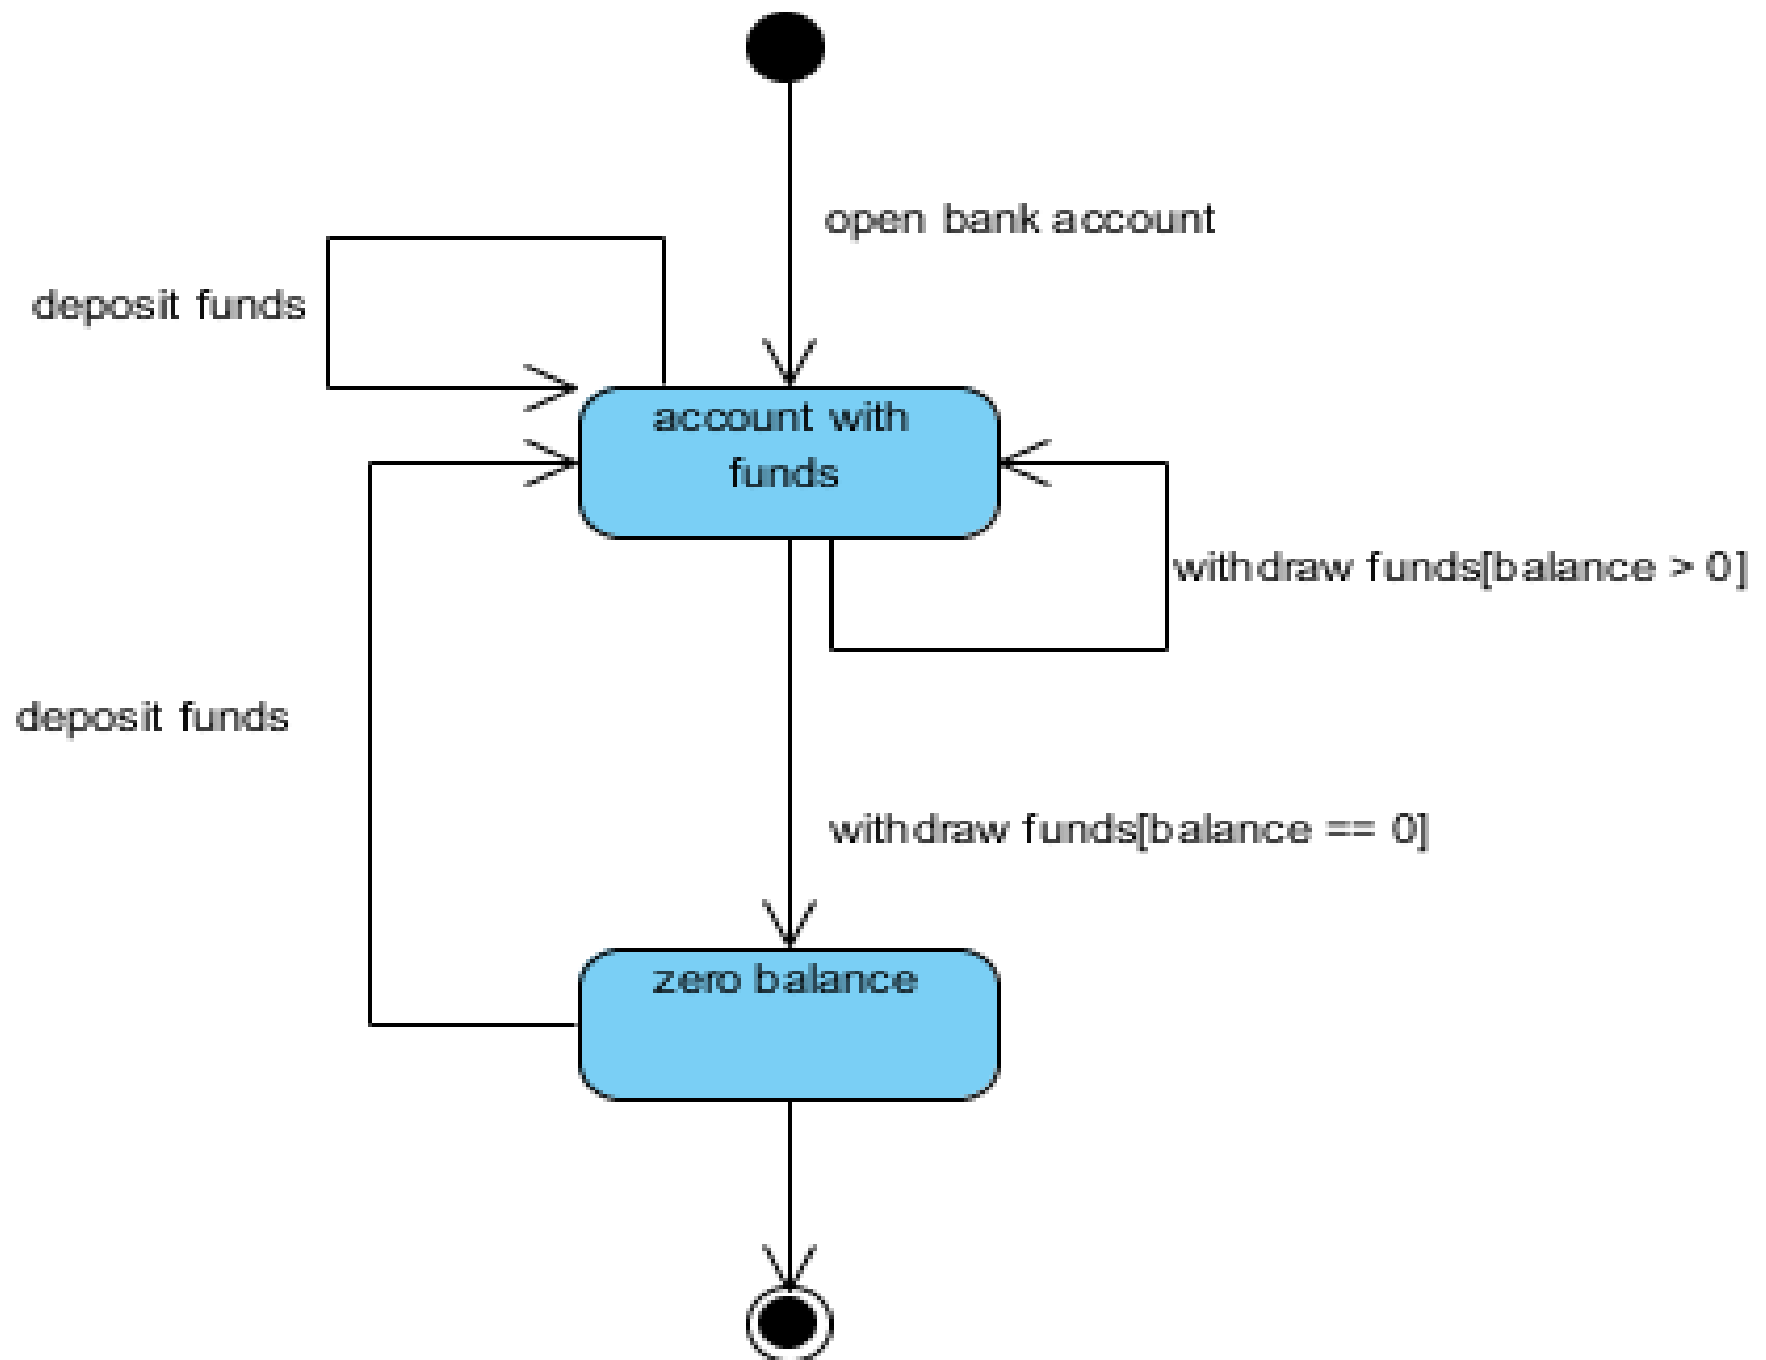 open bank account
deposit funds
account with
funds
withdraw funds[balance > 0]
deposit funds
withdraw funds[balance == 0]
zero balance